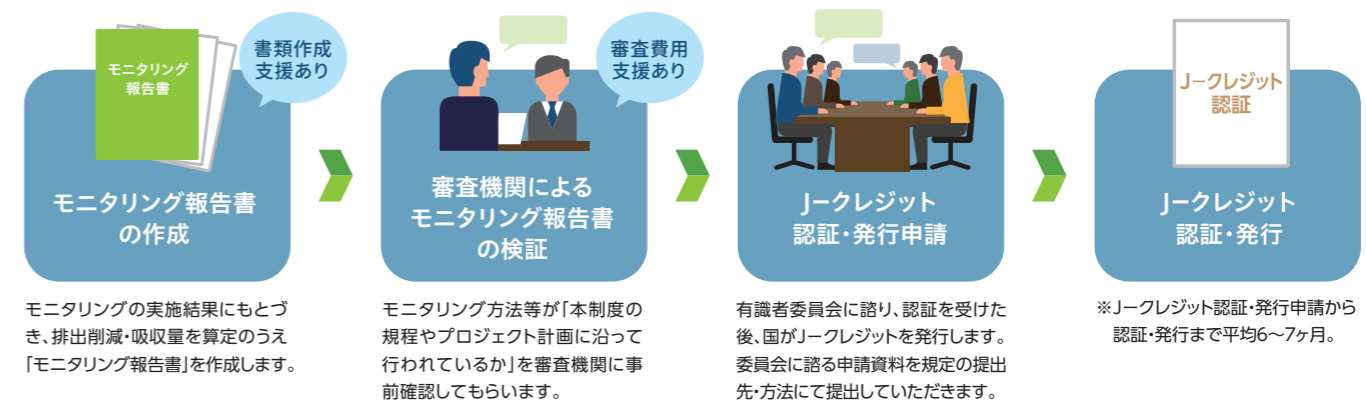 モニタリング
報告書
書類作成
支援あり
モニタリング報告書
の作成
モニタリングの実施結果にもとづ
き、排出削減・吸収量を算定のうえ
「モニタリング報告書」を作成します。
審査費用
支援あり
審査機関による
モニタリング報告書
の検証
モニタリング方法等が「本制度の
規程やプロジェクト計画に沿って
行われているか」を審査機関に事
前確認してもらいます。
J−クレジット
認証・発行申請
有識者委員会に諮り、認証を受けた
後、国がJ−クレジットを発行します。
委員会に諮る申請資料を規定の提出
先・方法にて提出していただきます。
J−クレジット
認証
J−クレジット
認証・発行
※J−クレジット認証・発行申請から
認証・発行まで平均6〜7ヶ月。